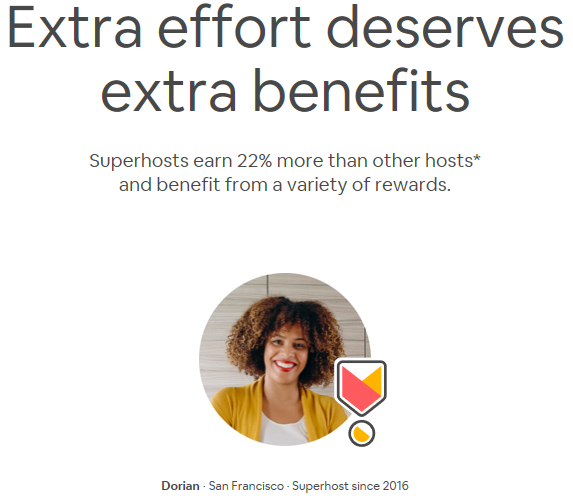 Extra effort deserves
extra benefits
Superhosts earn 22% more than other hosts*
and benefit from a variety of rewards.
Dorian · San Francisco · Superhost since 2016